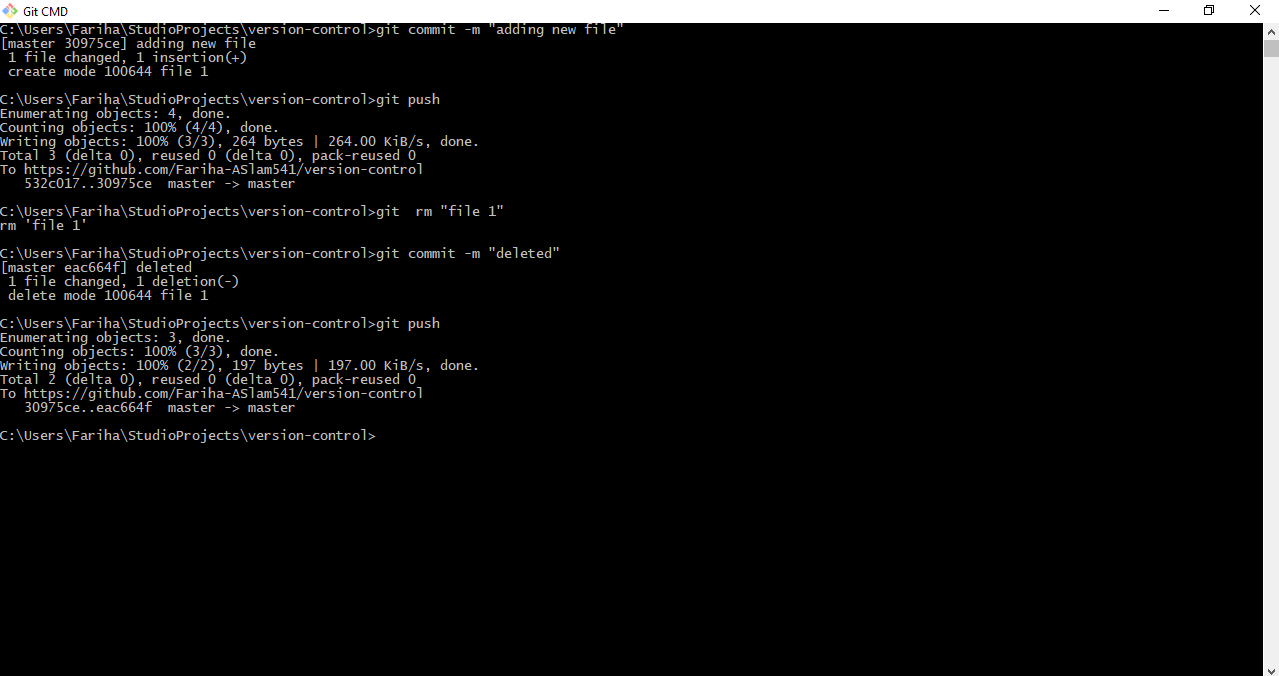 Git CMD
C:\Users\Fariha\StudioProjects\version-control>git commit -m "adding new file"
[master 30975ce] adding new file
 1 file changed, 1 insertion(+)
 create mode 100644 file 1
C:\Users\Fariha\StudioProjects\version-control>git push
Enumerating objects: 4, done.
Counting objects: 100% (4/4), done.
Writing objects: 100% (3/3), 264 bytes | 264.00 KiB/s, done.
Total 3 (delta 0), reused 0 (delta 0), pack-reused 0
To https://github.com/Fariha-ASlam541/version-control
   532c017..30975ce  master -> master
C:\Users\Fariha\StudioProjects\version-control>git  rm "file 1"
rm 'file 1'
C:\Users\Fariha\StudioProjects\version-control>git commit -m "deleted"
[master eac664f] deleted
 1 file changed, 1 deletion(-)
 delete mode 100644 file 1
C:\Users\Fariha\StudioProjects\version-control>git push
Enumerating objects: 3, done.
Counting objects: 100% (3/3), done.
Writing objects: 100% (2/2), 197 bytes | 197.00 KiB/s, done.
Total 2 (delta 0), reused 0 (delta 0), pack-reused 0
To https://github.com/Fariha-ASlam541/version-control
   30975ce..eac664f  master -> master
C:\Users\Fariha\StudioProjects\version-control>